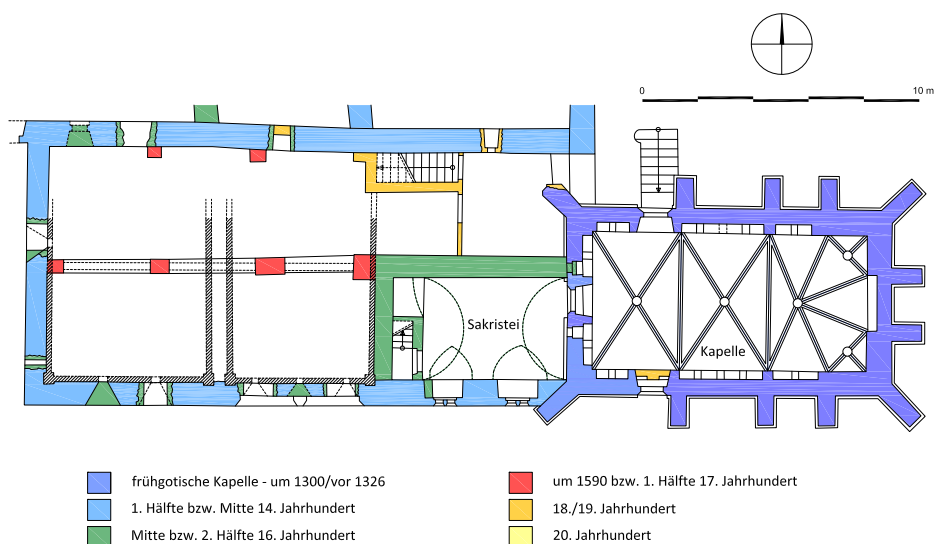 0 10 m
Sakristei
Kapelle
frühgotische Kapelle - um 1300/vor 1326
1. Hälfte bzw. Mitte 14. Jahrhundert
Mitte bzw. 2. Hälfte 16. Jahrhundert
um 1590 bzw. 1. Hälfte 17. Jahrhundert
18./19. Jahrhundert
20. Jahrhundert